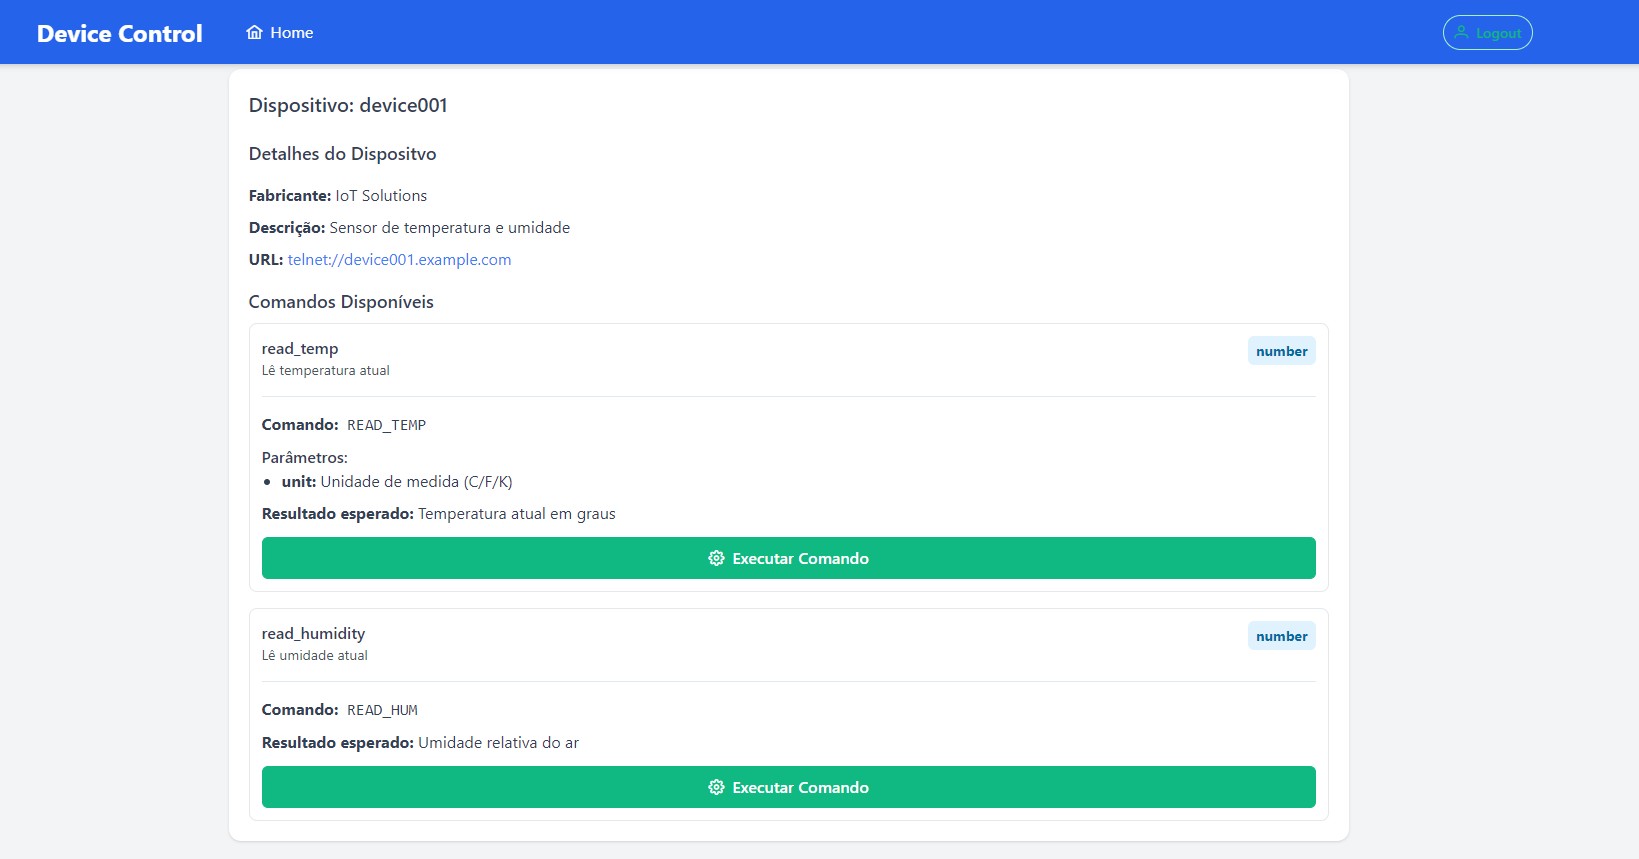 Device Control
Home
Logout
Dispositivo: device001
Detalhes do Dispositvo
Fabricante: IoT Solutions
Descrição: Sensor de temperatura e umidade
URL: telnet://device001.example.com
Comandos Disponíveis
read_temp
number
Lê temperatura atual
Comando: READ_TEMP
Parâmetros:
• unit: Unidade de medida (C/F/K)
Resultado esperado: Temperatura atual em graus
Executar Comando
read_humidity
number
Lê umidade atual
Comando: READ_HUM
Resultado esperado: Umidade relativa do ar
Executar Comando